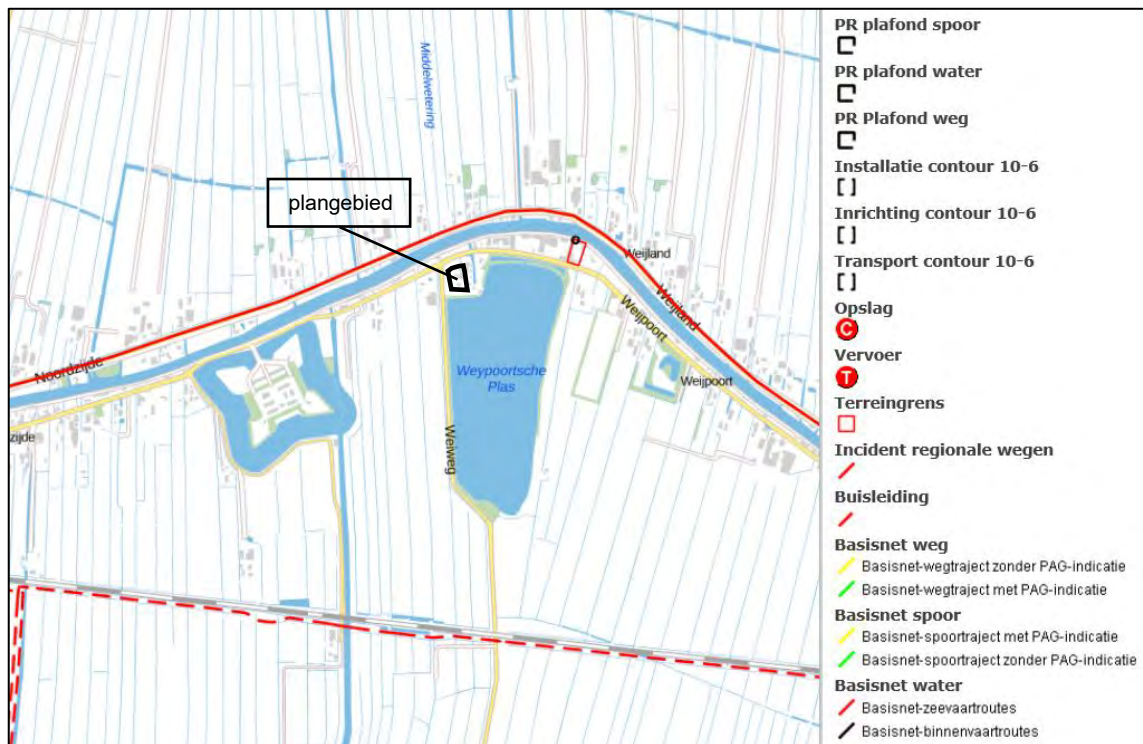 Middelwetering
plangebied
Weijland
Weijland
Noordzijde
Weypoortsche
Plas
Weijpoort
Weijpoort
zijde
Weiweg
PR plafond spoor
PR plafond water
PR Plafond weg
Installatie contour 10-6
Inrichting contour 10-6
Transport contour 10-6
Opslag
C
Vervoer
T
Terreingrens
Incident regionale wegen
Buisleiding
Basisnet weg
Basisnet-wegtraject zonder PAG-indicatie
Basisnet-wegtraject met PAG-indicatie
Basisnet spoor
Basisnet-spoortraject met PAG-indicatie
Basisnet-spoortraject zonder PAG-indicatie
Basisnet water
Basisnet-zeevaartroutes
Basisnet-binnenvaartroutes